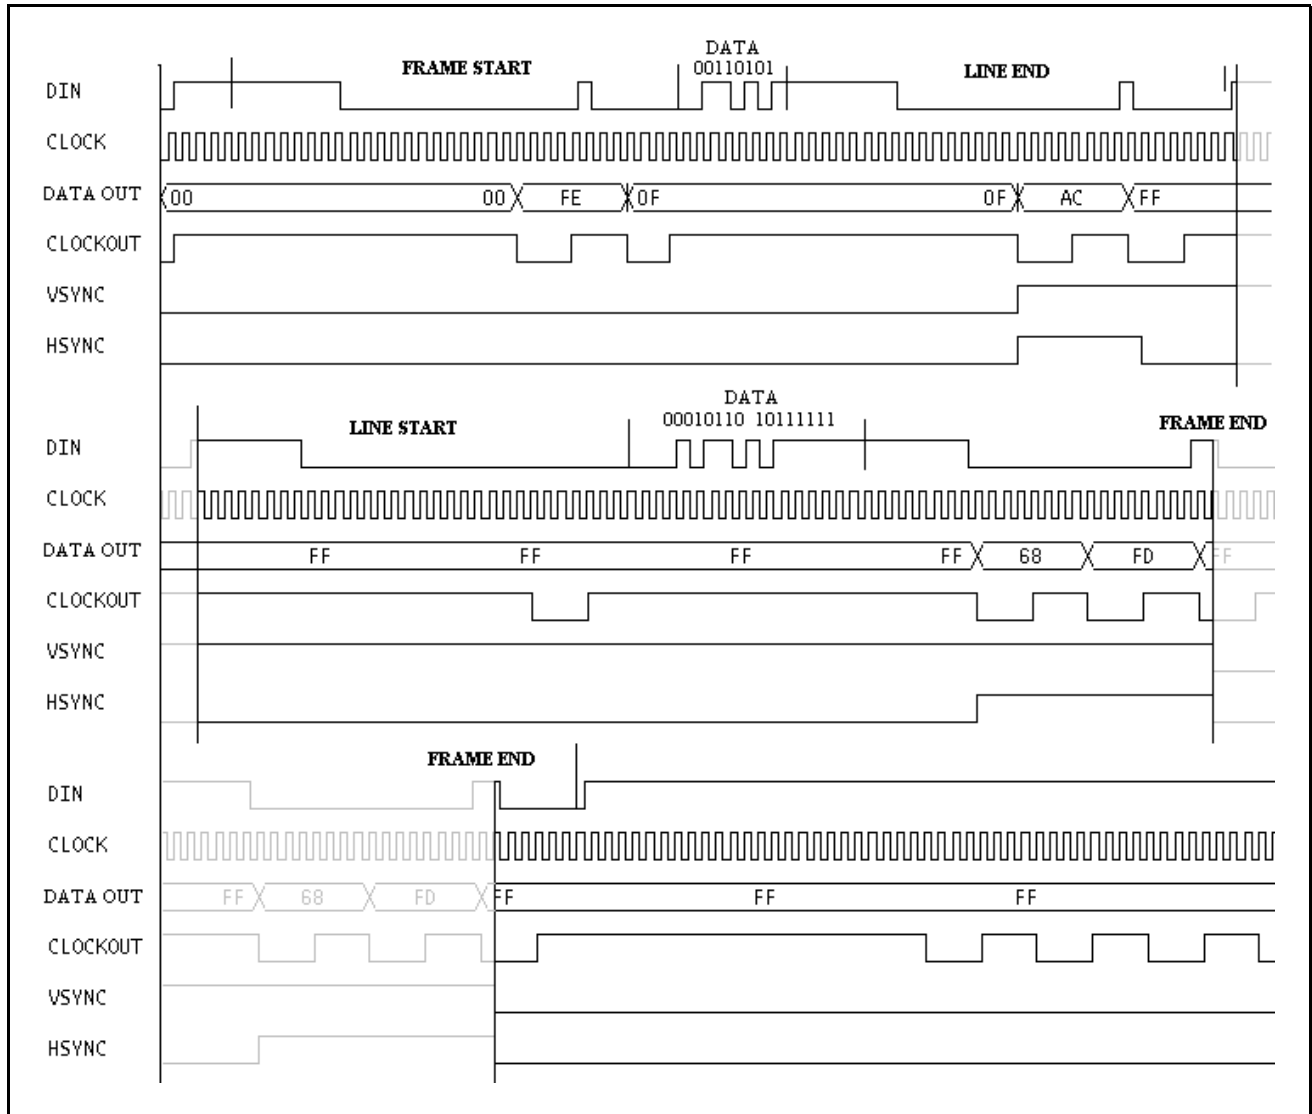 DATA
FRAME START 00110101 LINE END
DIN
CLOCK
DATA OUT 00 00 FE 0F 0F AC FF
CLOCKOUT
VSYNC
HSYNC
DATA
LINE START 00010110 10111111 FRAME END
DIN
CLOCK
DATA OUT FF FF FF FF 68 FD FF
CLOCKOUT
VSYNC
HSYNC
FRAME END
DIN
CLOCK
DATA OUT FF 68 FD FF FF FF
CLOCKOUT
VSYNC
HSYNC